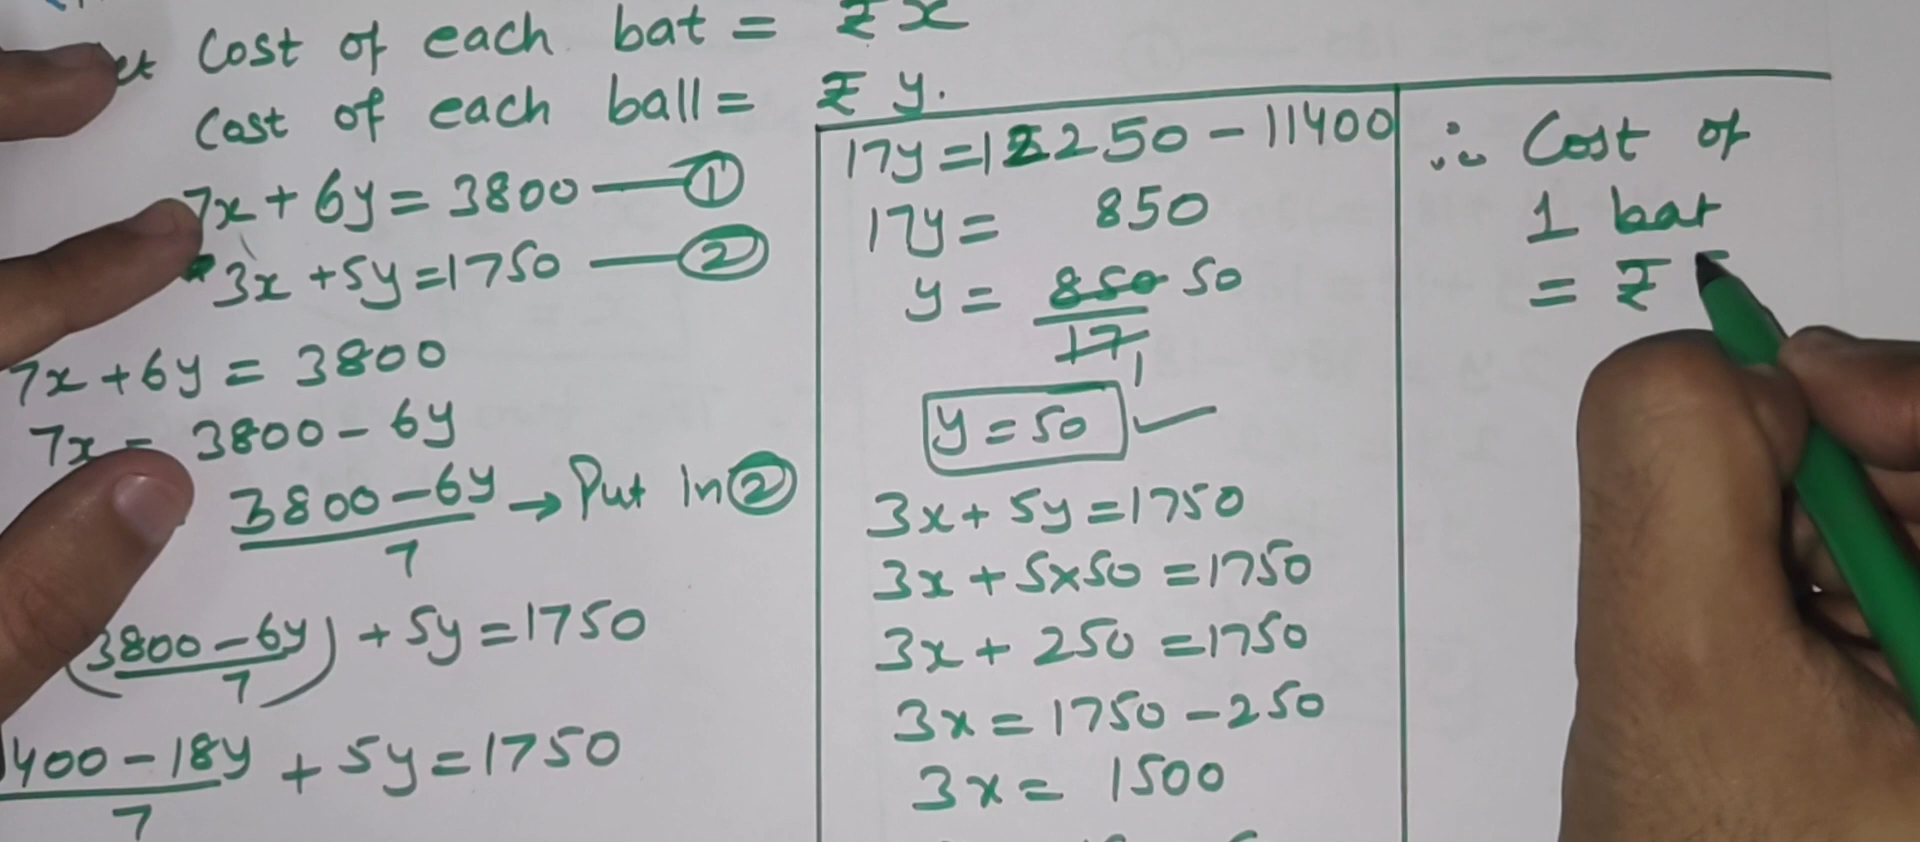 Cost of each bat = ₹ x
Cost of each ball = ₹ y.
7x + 6y = 3800 — ①
3x + 5y = 1750 — ②
7x + 6y = 3800
7x = 3800 - 6y
3800 - 6y → Put in ②
7
(3800 - 6y) + 5y = 1750
7
400 - 18y + 5y = 1750
7
17y = 12250 - 11400
17y = 850
y = 850 50
17 1
y = 50 ✓
3x + 5y = 1750
3x + 5x50 = 1750
3x + 250 = 1750
3x = 1750 - 250
3x = 1500
∴ Cost of
1 bat
= ₹